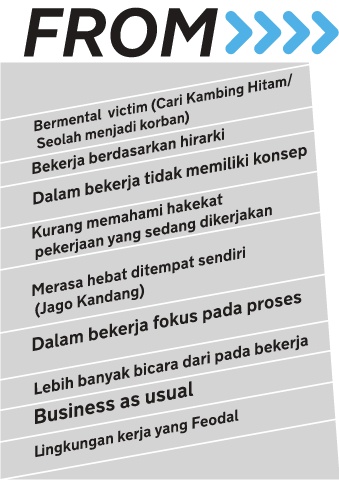 FROM
Bermental victim (Cari Kambing Hitam/
Seolah menjadi korban)
Bekerja berdasarkan hirarki
Dalam bekerja tidak memiliki konsep
Kurang memahami hakekat
pekerjaan yang sedang dikerjakan
Merasa hebat ditempat sendiri
(Jago Kandang)
Dalam bekerja fokus pada proses
Lebih banyak bicara dari pada bekerja
Business as usual
Lingkungan kerja yang Feodal